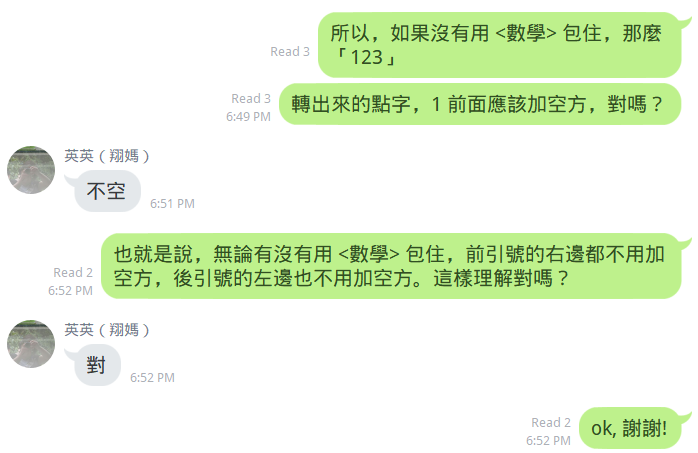 所以，如果沒有用 <數學> 包住，那麼
「123」
Read 3
轉出來的點字，1 前面應該加空方，對嗎？
Read 3
6:49 PM
英英（翔媽）
不空
6:51 PM
也就是說，無論有沒有用 <數學> 包住，前引號的右邊都不用加
空方，後引號的左邊也不用加空方。這樣理解對嗎？
Read 2
6:52 PM
英英（翔媽）
對
6:52 PM
ok, 謝謝!
Read 2
6:52 PM